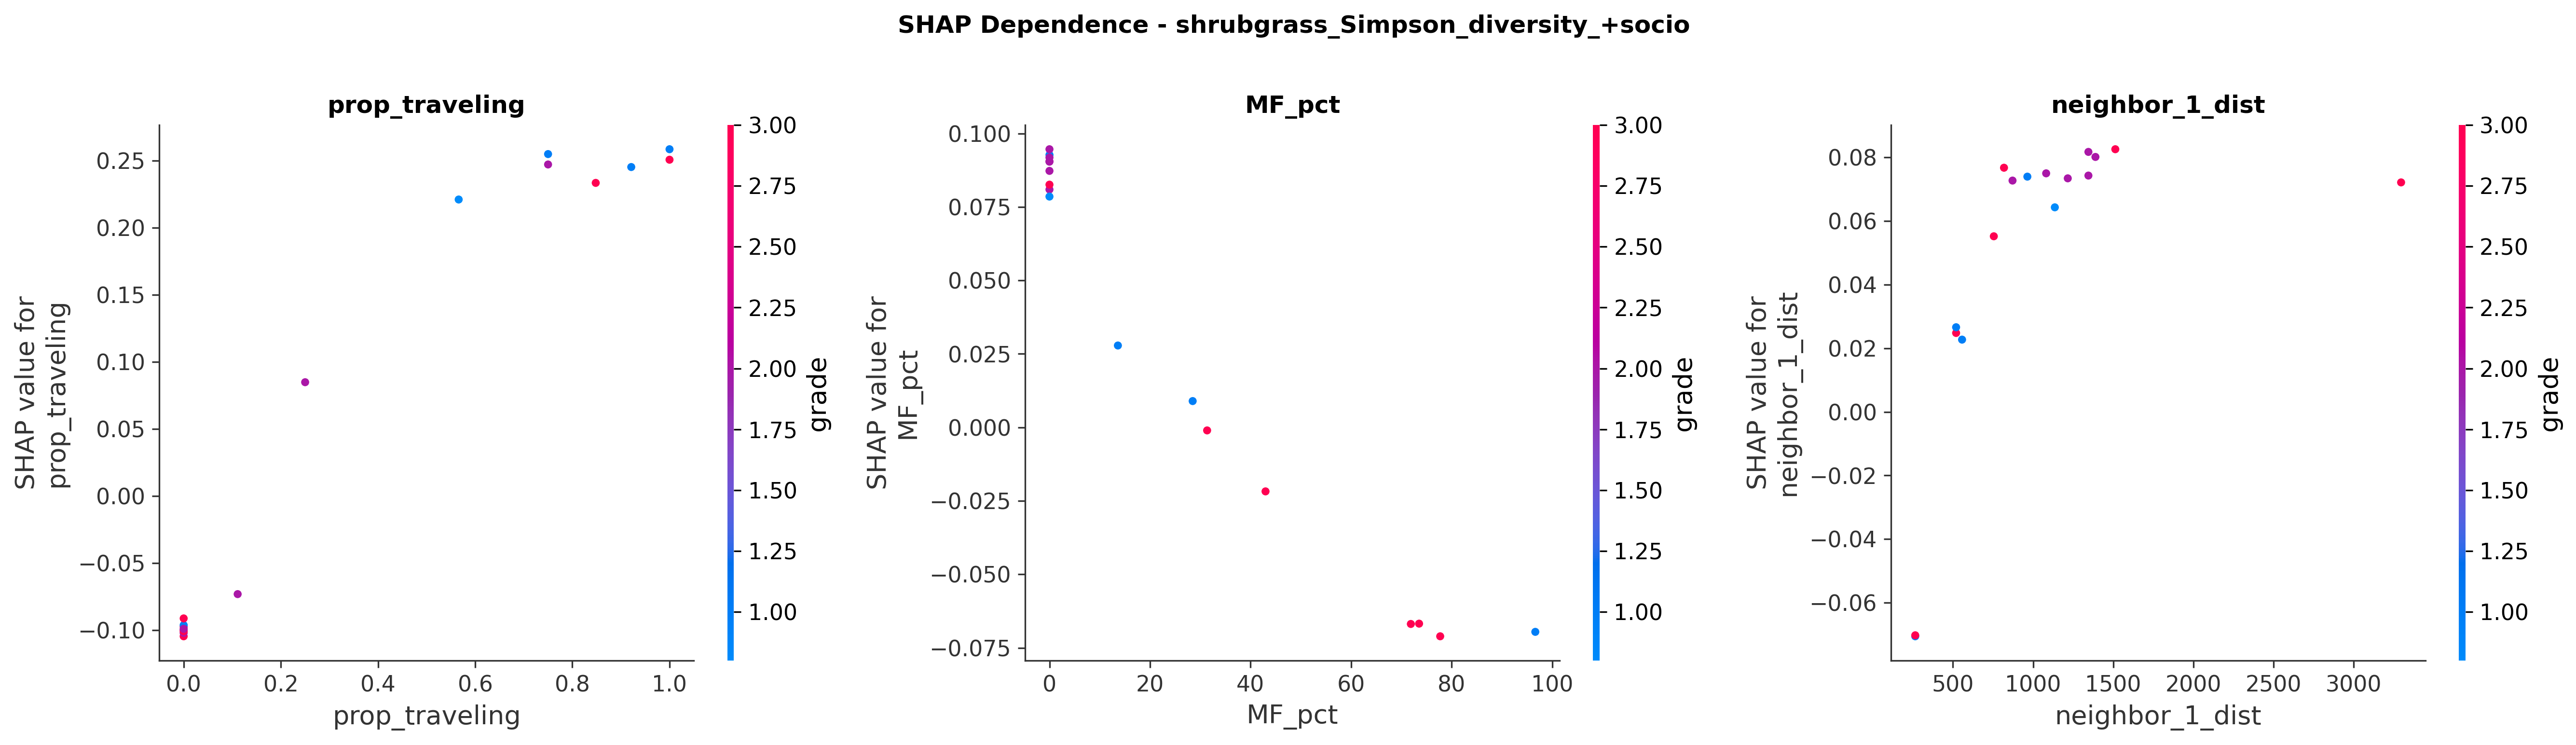 SHAP Dependence - shrubgrass_Simpson_diversity_+socio
prop_traveling
SHAP value for
prop_traveling
0.25
0.20
0.15
0.10
0.05
0.00
−0.05
−0.10
0.0 0.2 0.4 0.6 0.8 1.0
prop_traveling
3.00
2.75
2.50
2.25
2.00
1.75
1.50
1.25
1.00
grade
MF_pct
SHAP value for
MF_pct
0.100
0.075
0.050
0.025
0.000
−0.025
−0.050
−0.075
0 20 40 60 80 100
MF_pct
3.00
2.75
2.50
2.25
2.00
1.75
1.50
1.25
1.00
grade
neighbor_1_dist
SHAP value for
neighbor_1_dist
0.08
0.06
0.04
0.02
0.00
−0.02
−0.04
−0.06
500 1000 1500 2000 2500 3000
neighbor_1_dist
3.00
2.75
2.50
2.25
2.00
1.75
1.50
1.25
1.00
grade